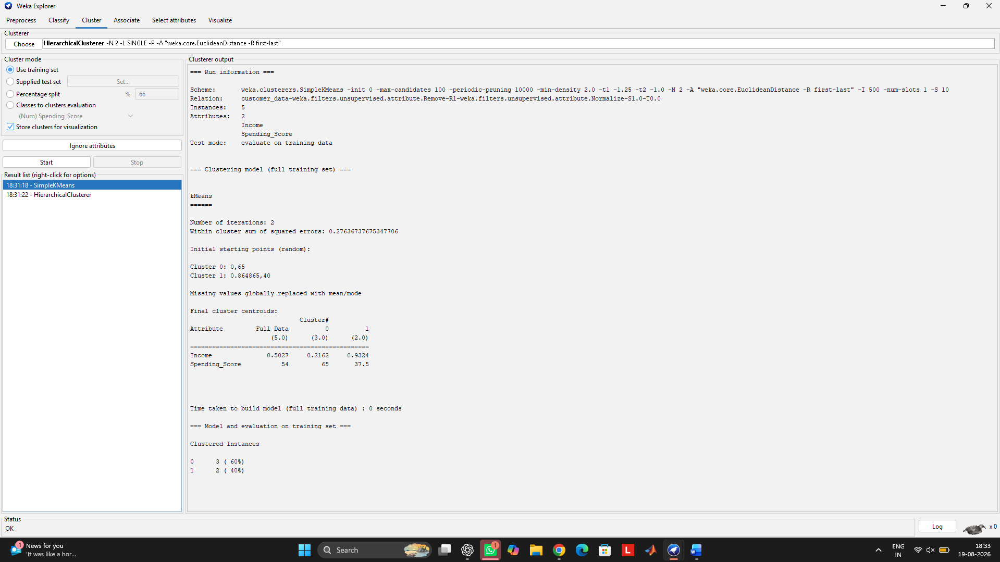 Weka Explorer
Preprocess Classify Cluster Associate Select attributes Visualize
Clusterer
Choose HierarchicalClusterer -N 2 -L SINGLE -P -A "weka.core.EuclideanDistance -R first-last"
Cluster mode
Use training set
Supplied test set Set...
Percentage split % 66
Classes to clusters evaluation
(Num) Spending_Score
Store clusters for visualization
Ignore attributes
Start Stop
Result list (right-click for options)
18:31:18 - SimpleKMeans
18:31:22 - HierarchicalClusterer
Clusterer output
=== Run information ===
Scheme: weka.clusterers.SimpleKMeans -init 0 -max-candidates 100 -periodic-pruning 10000 -min-density 2.0 -t1 -1.25 -t2 -1.0 -N 2 -A "weka.core.EuclideanDistance -R first-last" -I 500 -num-slots 1 -S 10
Relation: customer_data-weka.filters.unsupervised.attribute.Remove-R1-weka.filters.unsupervised.attribute.Normalize-S1.0-T0.0
Instances: 5
Attributes: 2
Income
Spending_Score
Test mode: evaluate on training data
=== Clustering model (full training set) ===
kMeans
======
Number of iterations: 2
Within cluster sum of squared errors: 0.27636737675347706
Initial starting points (random):
Cluster 0: 0,65
Cluster 1: 0.864865,40
Missing values globally replaced with mean/mode
Final cluster centroids:
Cluster#
Attribute Full Data 0 1
(5.0) (3.0) (2.0)
=================================================
Income 0.5027 0.2162 0.9324
Spending_Score 54 65 37.5
Time taken to build model (full training data) : 0 seconds
=== Model and evaluation on training set ===
Clustered Instances
0 3 ( 60%)
1 2 ( 40%)
Status
OK
Log x 0
1 News for you
'It was like a hor...
Search
1
L
W
ENG
IN
18:33
19-08-2026